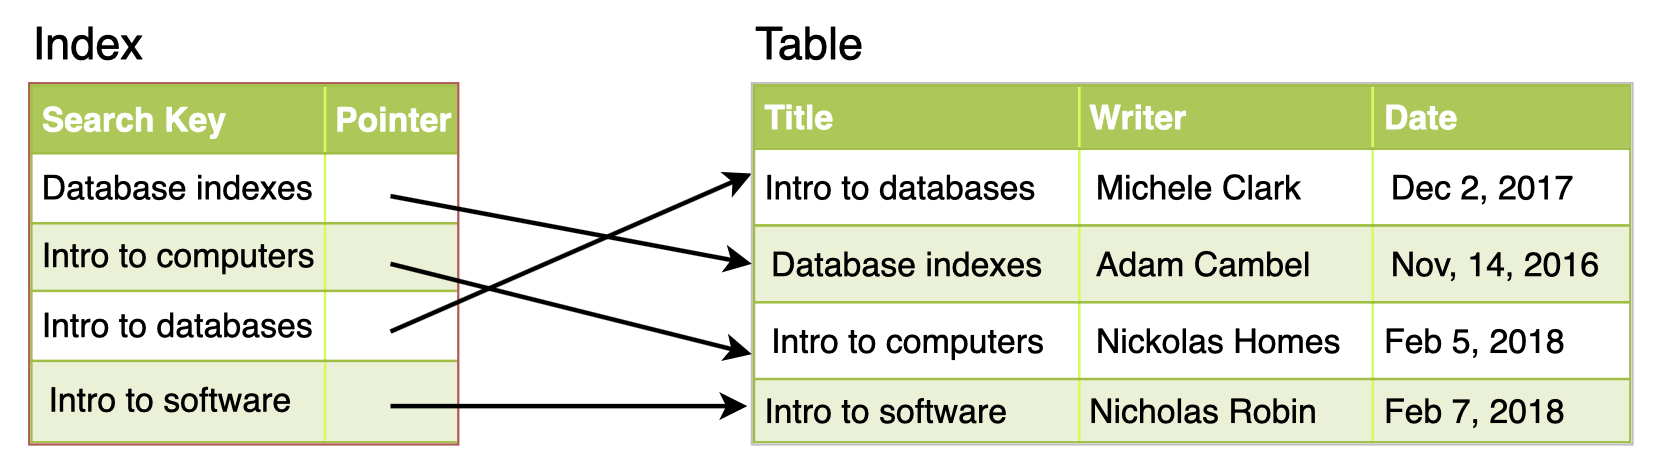 Index
Search Key Pointer
Database indexes
Intro to computers
Intro to databases
Intro to software
Table
Title Writer Date
Intro to databases Michele Clark Dec 2, 2017
Database indexes Adam Cambel Nov, 14, 2016
Intro to computers Nickolas Homes Feb 5, 2018
Intro to software Nicholas Robin Feb 7, 2018